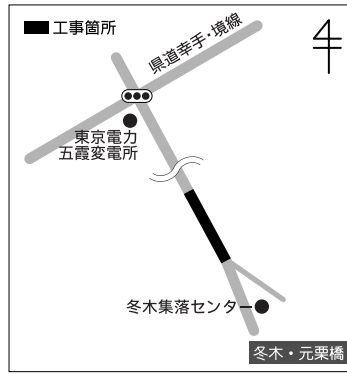 工事箇所
県道幸手・境線
東京電力
五霞変電所
冬木集落センター
冬木・元栗橋